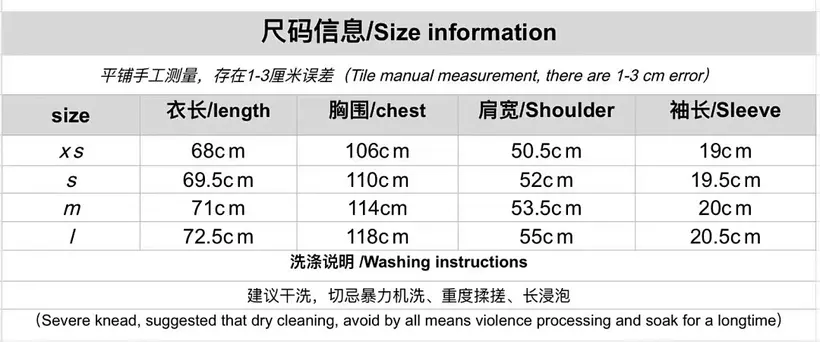 尺码信息/Size information
平铺手工测量，存在1-3厘米误差（Tile manual measurement, there are 1-3 cm error）
size 衣长/length 胸围/chest 肩宽/Shoulder 袖长/Sleeve
xs 68cm 106cm 50.5cm 19cm
s 69.5cm 110cm 52cm 19.5cm
m 71cm 114cm 53.5cm 20cm
l 72.5cm 118cm 55cm 20.5cm
洗涤说明 /Washing instructions
建议干洗，切忌暴力机洗、重度揉搓、长浸泡
（Severe knead, suggested that dry cleaning, avoid by all means violence processing and soak for a longtime）